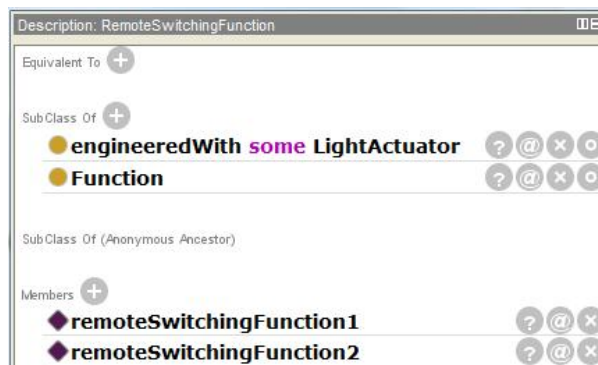 Description: RemoteSwitchingFunction
Equivalent To
SubClass Of
engineeredWith some LightActuator
Function
SubClass Of (Anonymous Ancestor)
Members
remoteSwitchingFunction1
remoteSwitchingFunction2